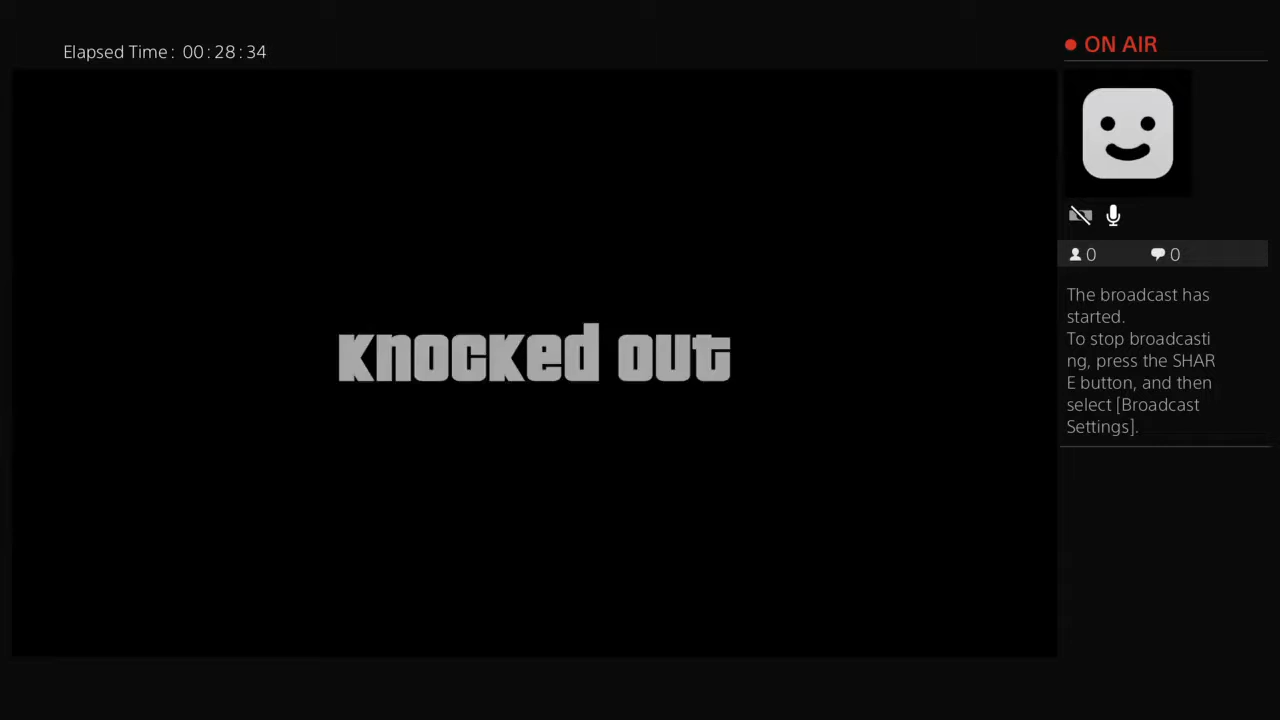 Elapsed Time: 00:28:34
ON AIR
0 0
The broadcast has
started.
To stop broadcasti
ng, press the SHAR
E button, and then
select [Broadcast
Settings].
knocked out